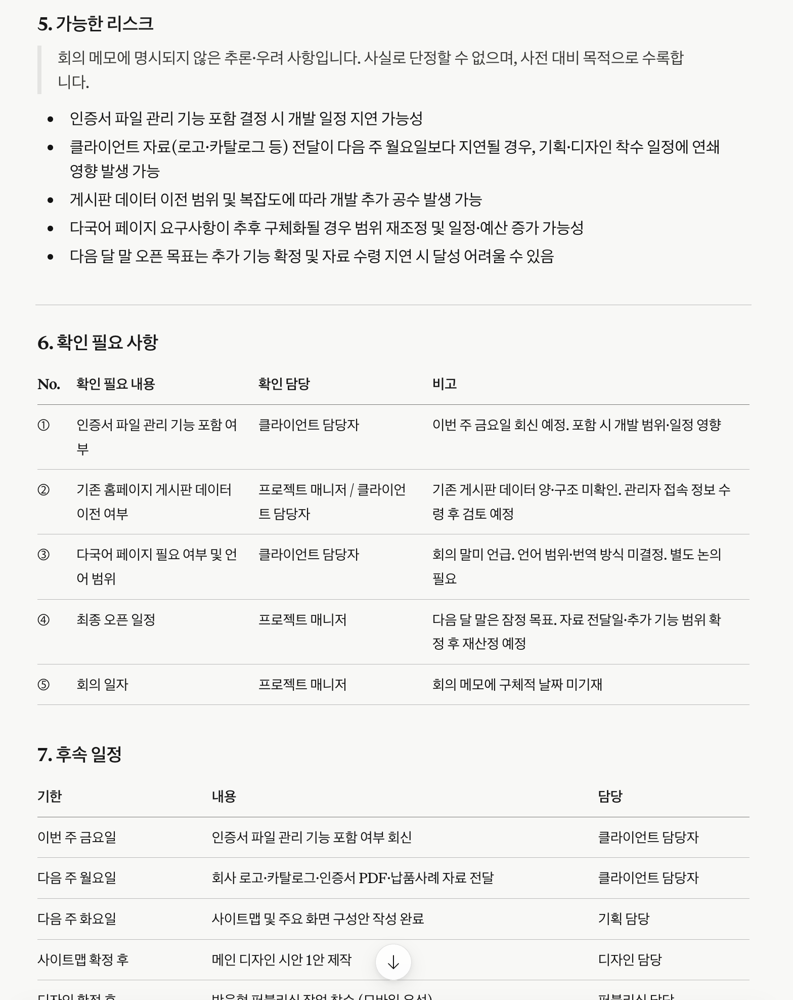 5. 가능한 리스크
회의 메모에 명시되지 않은 추론·우려 사항입니다. 사실로 단정할 수 없으며, 사전 대비 목적으로 수록합
니다.
인증서 파일 관리 기능 포함 결정 시 개발 일정 지연 가능성
클라이언트 자료(로고·카탈로그 등) 전달이 다음 주 월요일보다 지연될 경우, 기획·디자인 착수 일정에 연쇄
영향 발생 가능
게시판 데이터 이전 범위 및 복잡도에 따라 개발 추가 공수 발생 가능
다국어 페이지 요구사항이 추후 구체화될 경우 범위 재조정 및 일정·예산 증가 가능성
다음 달 말 오픈 목표는 추가 기능 확정 및 자료 수령 지연 시 달성 어려울 수 있음
6. 확인 필요 사항
No. 확인 필요 내용 확인 담당 비고
① 인증서 파일 관리 기능 포함 여 클라이언트 담당자 이번 주 금요일 회신 예정. 포함 시 개발 범위·일정 영향
부
② 기존 홈페이지 게시판 데이터 프로젝트 매니저 / 클라이언 기존 게시판 데이터 양·구조 미확인. 관리자 접속 정보 수
이전 여부 트 담당자 령 후 검토 예정
③ 다국어 페이지 필요 여부 및 언 클라이언트 담당자 회의 말미 언급. 언어 범위·번역 방식 미결정. 별도 논의
어 범위 필요
④ 최종 오픈 일정 프로젝트 매니저 다음 달 말은 잠정 목표. 자료 전달일·추가 기능 범위 확
정 후 재산정 예정
⑤ 회의 일자 프로젝트 매니저 회의 메모에 구체적 날짜 미기재
7. 후속 일정
기한 내용 담당
이번 주 금요일 인증서 파일 관리 기능 포함 여부 회신 클라이언트 담당자
다음 주 월요일 회사 로고·카탈로그·인증서 PDF·납품사례 자료 전달 클라이언트 담당자
다음 주 화요일 사이트맵 및 주요 화면 구성안 작성 완료 기획 담당
사이트맵 확정 후 메인 디자인 시안 1안 제작 디자인 담당
디자인 확정 후 반응형 퍼블리싱 작업 착수 (모바일 우선) 퍼블리싱 담당